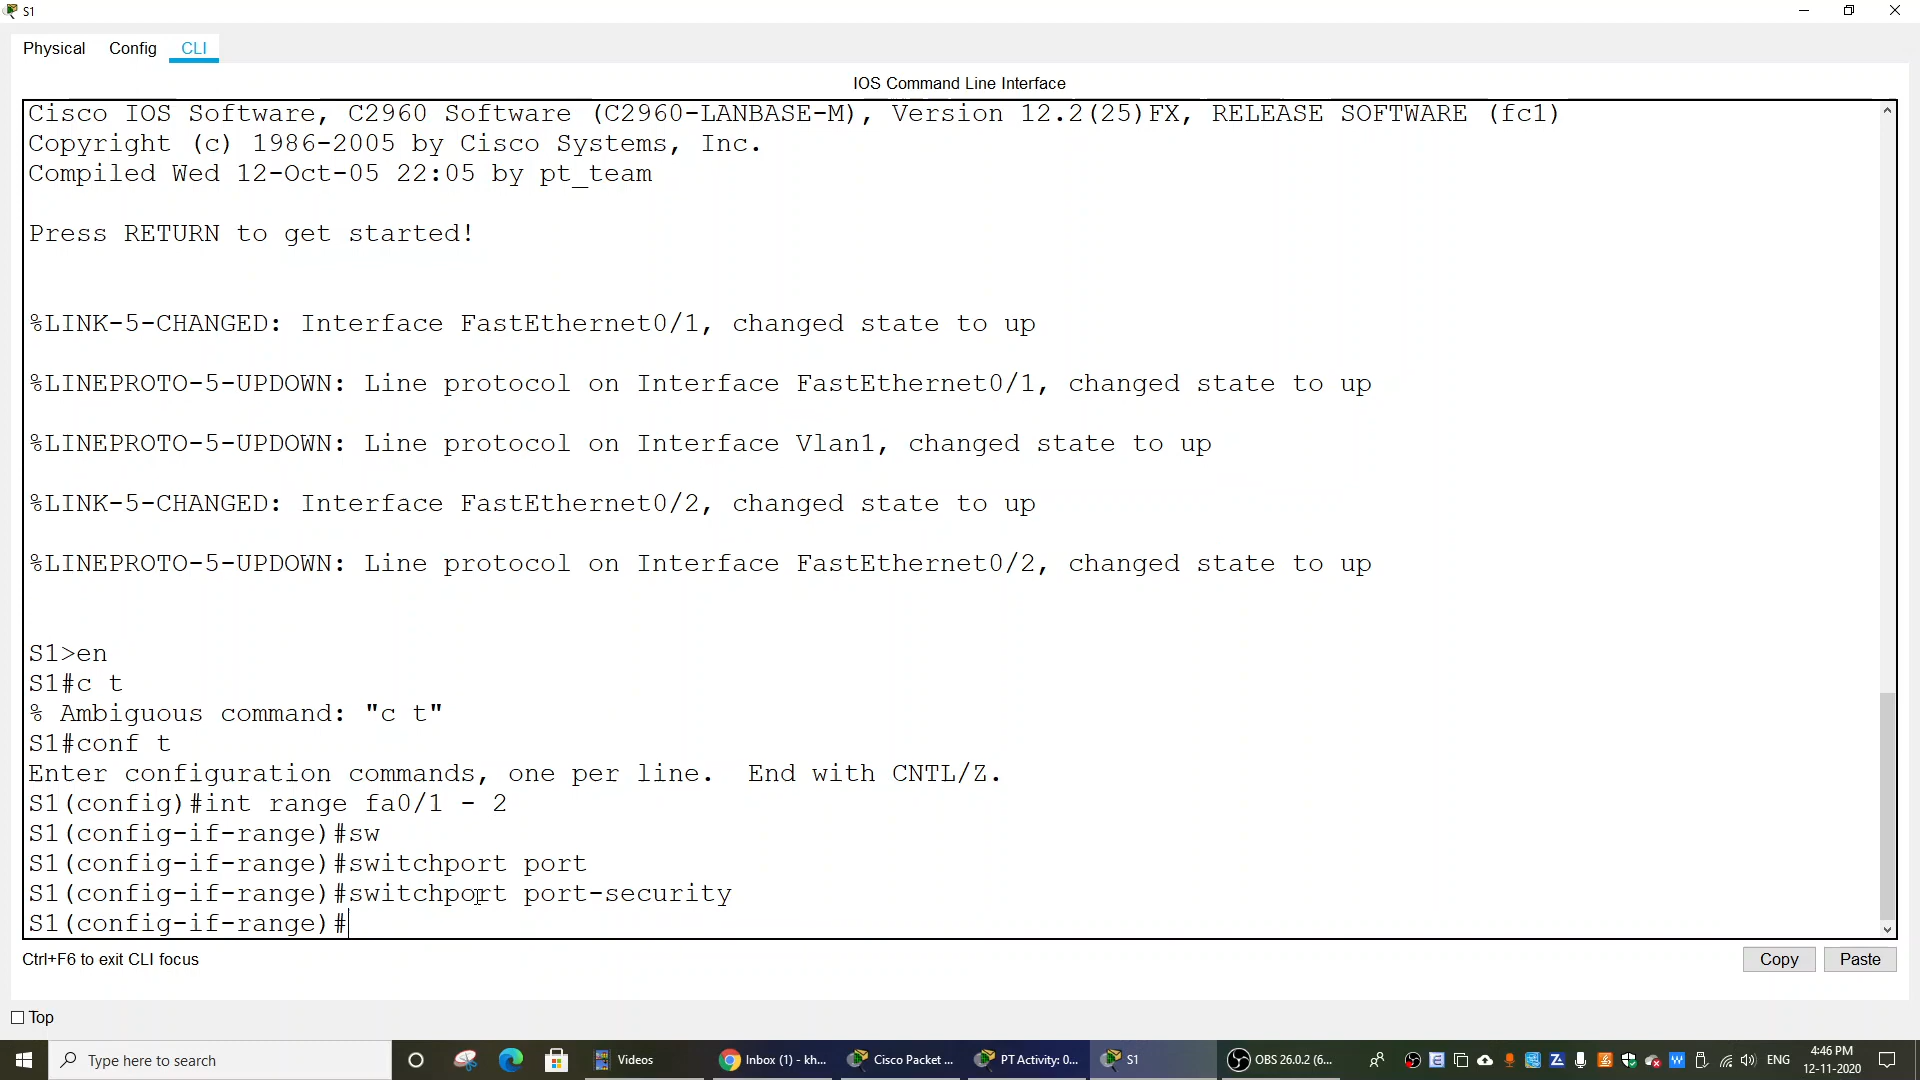 S1
Physical Config CLI
IOS Command Line Interface
Cisco IOS Software, C2960 Software (C2960-LANBASE-M), Version 12.2(25)FX, RELEASE SOFTWARE (fc1)
Copyright (c) 1986-2005 by Cisco Systems, Inc.
Compiled Wed 12-Oct-05 22:05 by pt_team
Press RETURN to get started!
%LINK-5-CHANGED: Interface FastEthernet0/1, changed state to up
%LINEPROTO-5-UPDOWN: Line protocol on Interface FastEthernet0/1, changed state to up
%LINEPROTO-5-UPDOWN: Line protocol on Interface Vlan1, changed state to up
%LINK-5-CHANGED: Interface FastEthernet0/2, changed state to up
%LINEPROTO-5-UPDOWN: Line protocol on Interface FastEthernet0/2, changed state to up
S1>en
S1#c t
% Ambiguous command: "c t"
S1#conf t
Enter configuration commands, one per line.  End with CNTL/Z.
S1(config)#int range fa0/1 - 2
S1(config-if-range)#sw
S1(config-if-range)#switchport port
S1(config-if-range)#switchport port-security
S1(config-if-range)#
Ctrl+F6 to exit CLI focus
Copy Paste
Top
Type here to search
Videos
Inbox (1) - kh...
Cisco Packet ...
PT Activity: 0...
S1
OBS 26.0.2 (6...
ENG
4:46 PM
12-11-2020